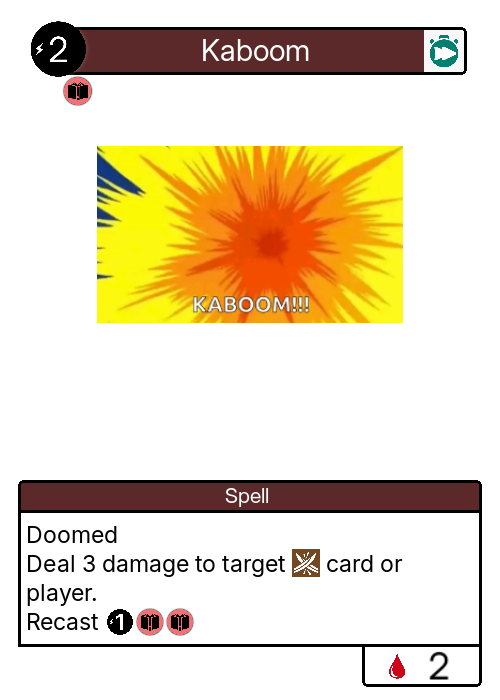 2 Kaboom
KABOOM!!!
Spell
Doomed
Deal 3 damage to target card or
player.
Recast 1
2